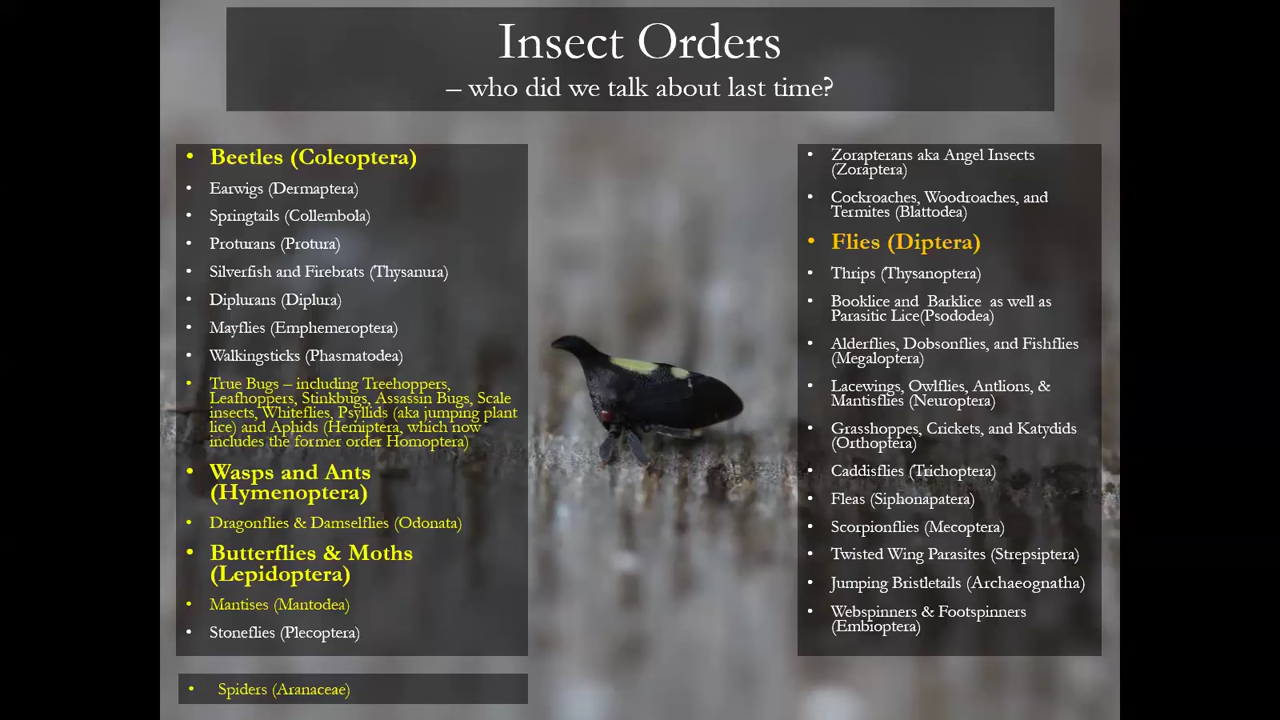 Insect Orders
– who did we talk about last time?
• Beetles (Coleoptera)
• Earwigs (Dermaptera)
• Springtails (Collembola)
• Proturans (Protura)
• Silverfish and Firebrats (Thysanura)
• Diplurans (Diplura)
• Mayflies (Emphemeroptera)
• Walkingsticks (Phasmatodea)
• True Bugs – including Treehoppers,
Leafhoppers, Stinkbugs, Assassin Bugs, Scale
insects, Whiteflies, Psyllids (aka jumping plant
lice) and Aphids (Hemiptera, which now
includes the former order Homoptera)
• Wasps and Ants
(Hymenoptera)
• Dragonflies & Damselflies (Odonata)
• Butterflies & Moths
(Lepidoptera)
• Mantises (Mantodea)
• Stoneflies (Plecoptera)
• Spiders (Aranaceae)
• Zorapterans aka Angel Insects
(Zoraptera)
• Cockroaches, Woodroaches, and
Termites (Blattodea)
• Flies (Diptera)
• Thrips (Thysanoptera)
• Booklice and Barklice as well as
Parasitic Lice(Psododea)
• Alderflies, Dobsonflies, and Fishflies
(Megaloptera)
• Lacewings, Owlflies, Antlions, &
Mantisflies (Neuroptera)
• Grasshoppes, Crickets, and Katydids
(Orthoptera)
• Caddisflies (Trichoptera)
• Fleas (Siphonapatera)
• Scorpionflies (Mecoptera)
• Twisted Wing Parasites (Strepsiptera)
• Jumping Bristletails (Archaeognatha)
• Webspinners & Footspinners
(Embioptera)